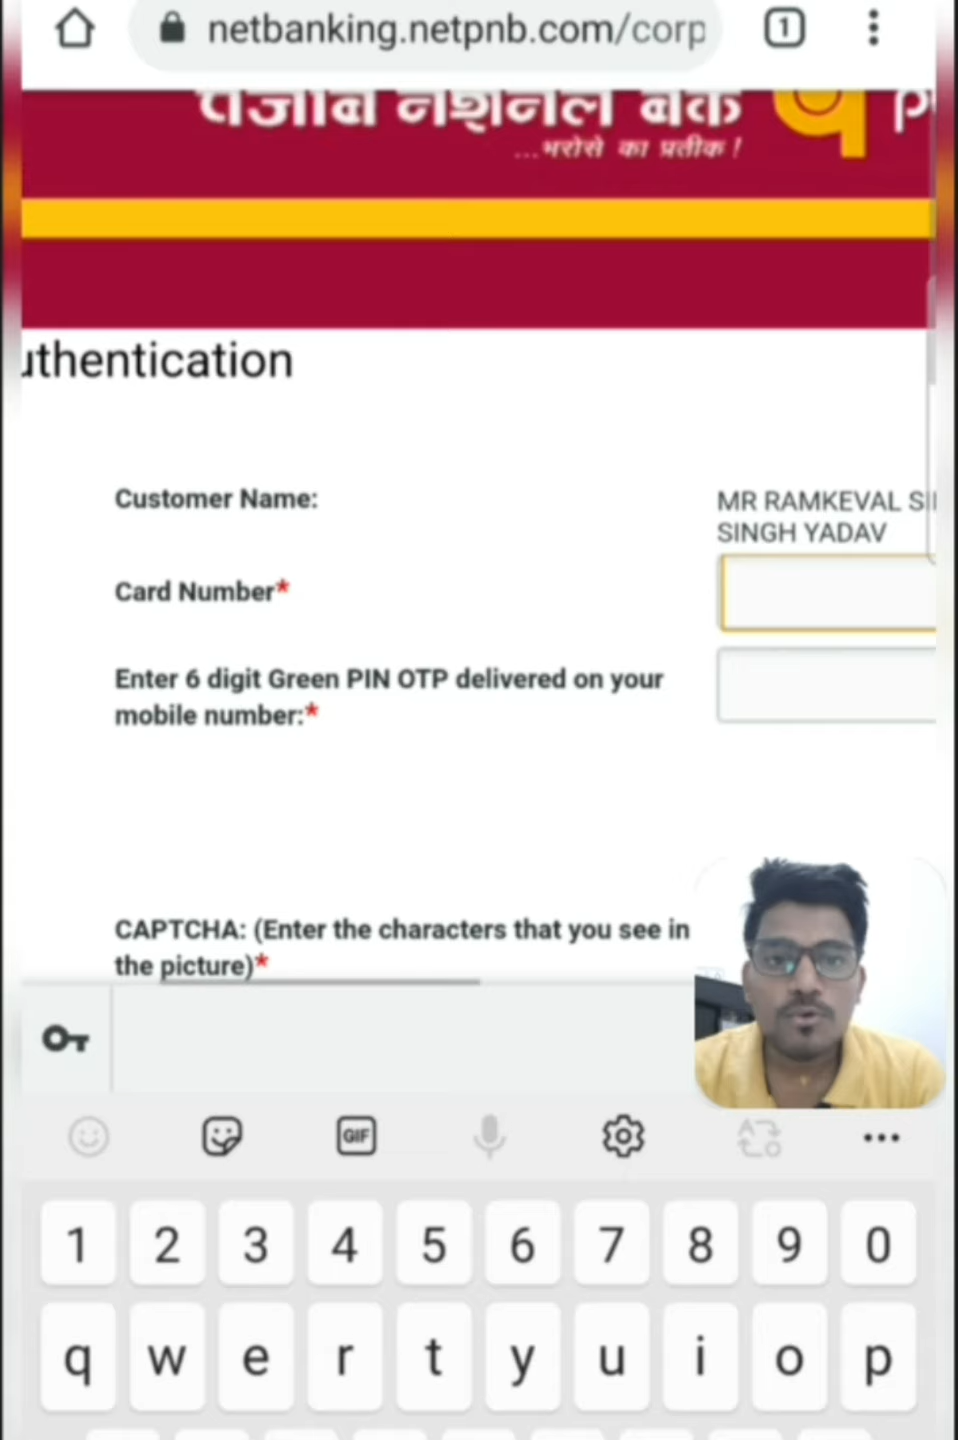 netbanking.netpnb.com/corp
1
पंजाब नैशनल बैंक
...भरोसे का प्रतीक !
uthentication
Customer Name:
MR RAMKEVAL SI
SINGH YADAV
Card Number*
Enter 6 digit Green PIN OTP delivered on your
mobile number:*
CAPTCHA: (Enter the characters that you see in
the picture)*
GIF
1 2 3 4 5 6 7 8 9 0
q w e r t y u i o p